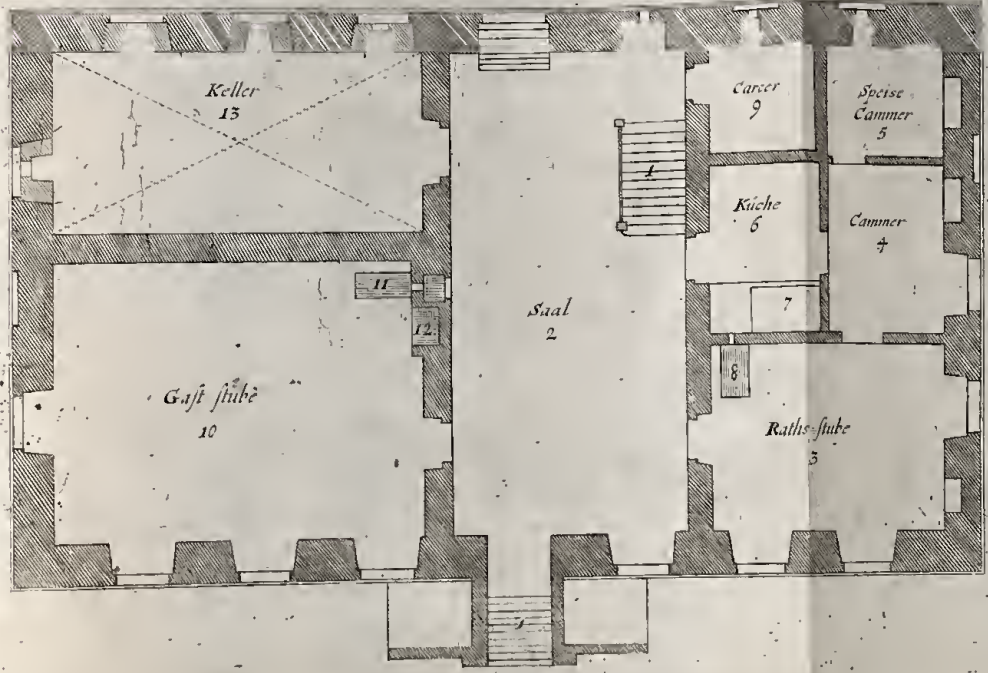 Keller
13
Carcer
9
Speise
Cammer
5
1
Küche
6
Cammer
4
11
12.
Saal
2
7
8
Gaſt ſtube
10
Raths-ſtube
3
1